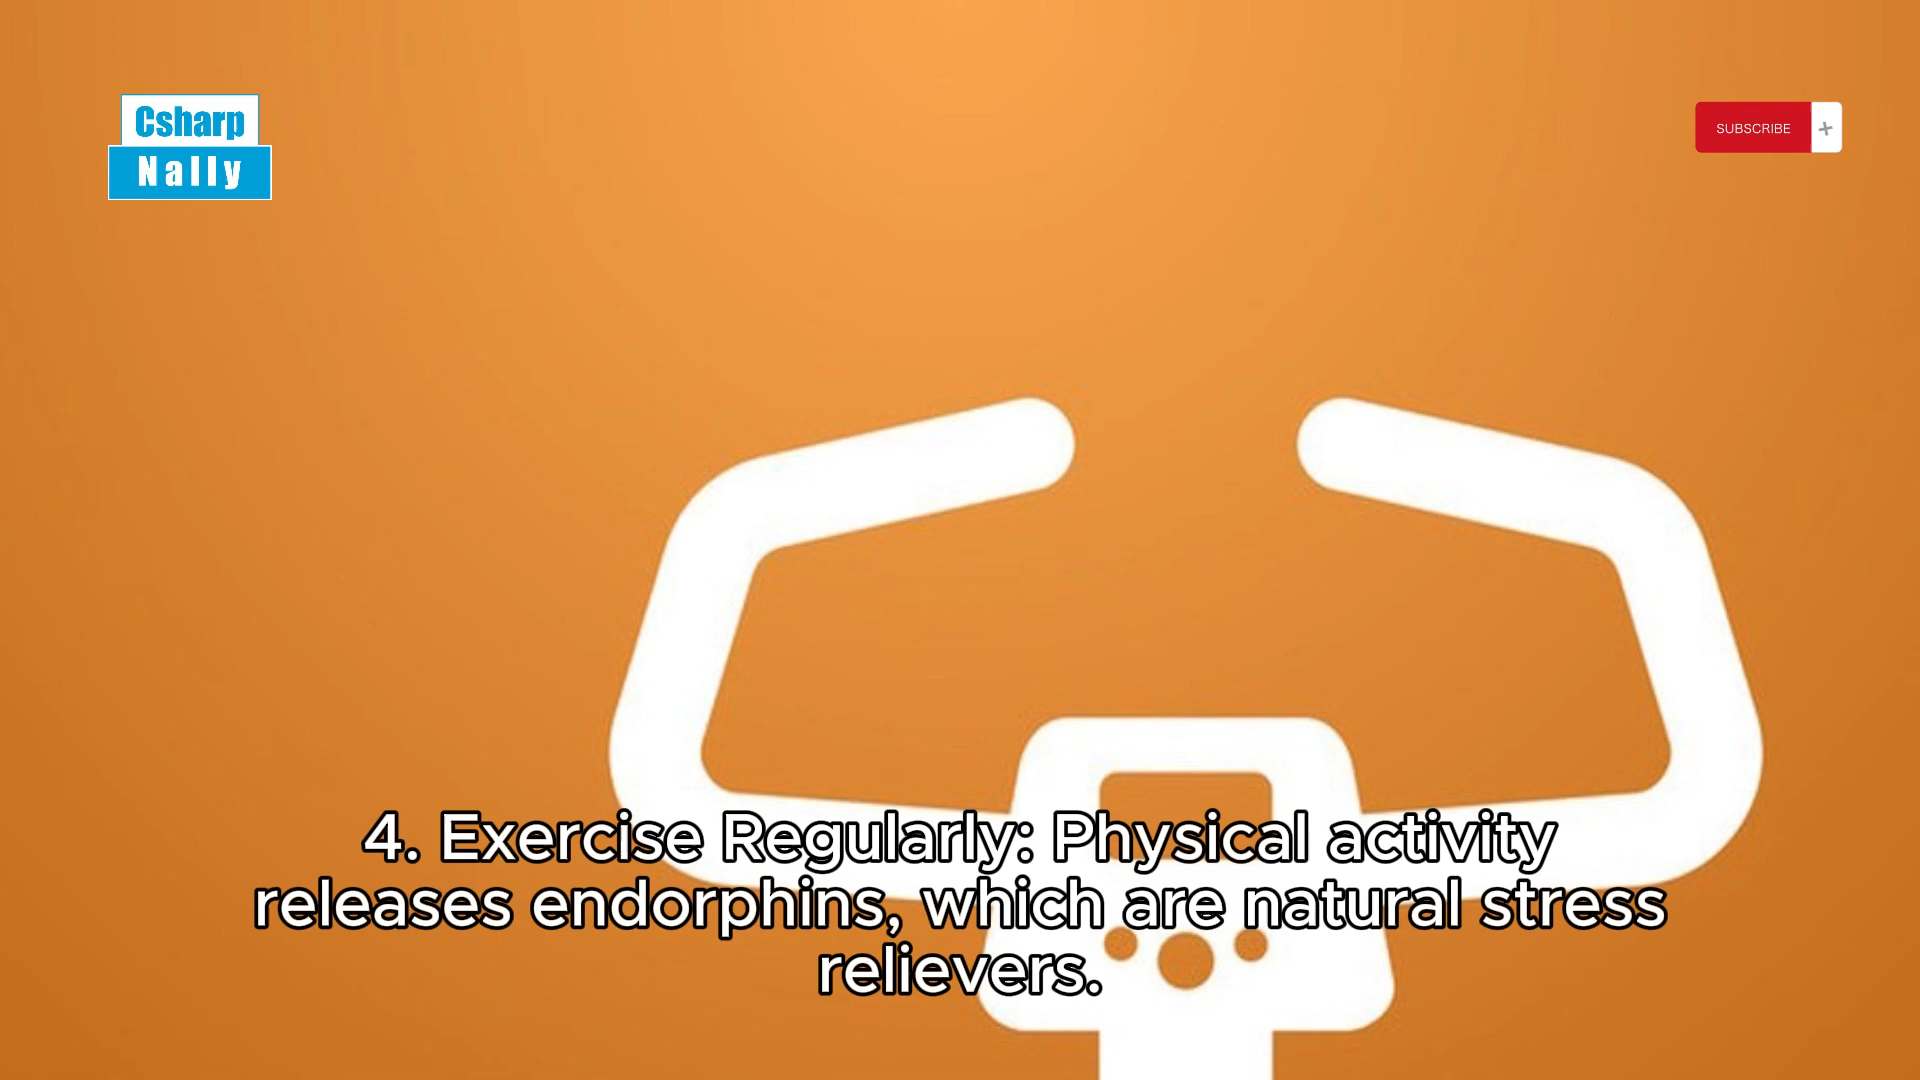 Csharp
Nally
SUBSCRIBE
4. Exercise Regularly: Physical activity
releases endorphins, which are natural stress
relievers.